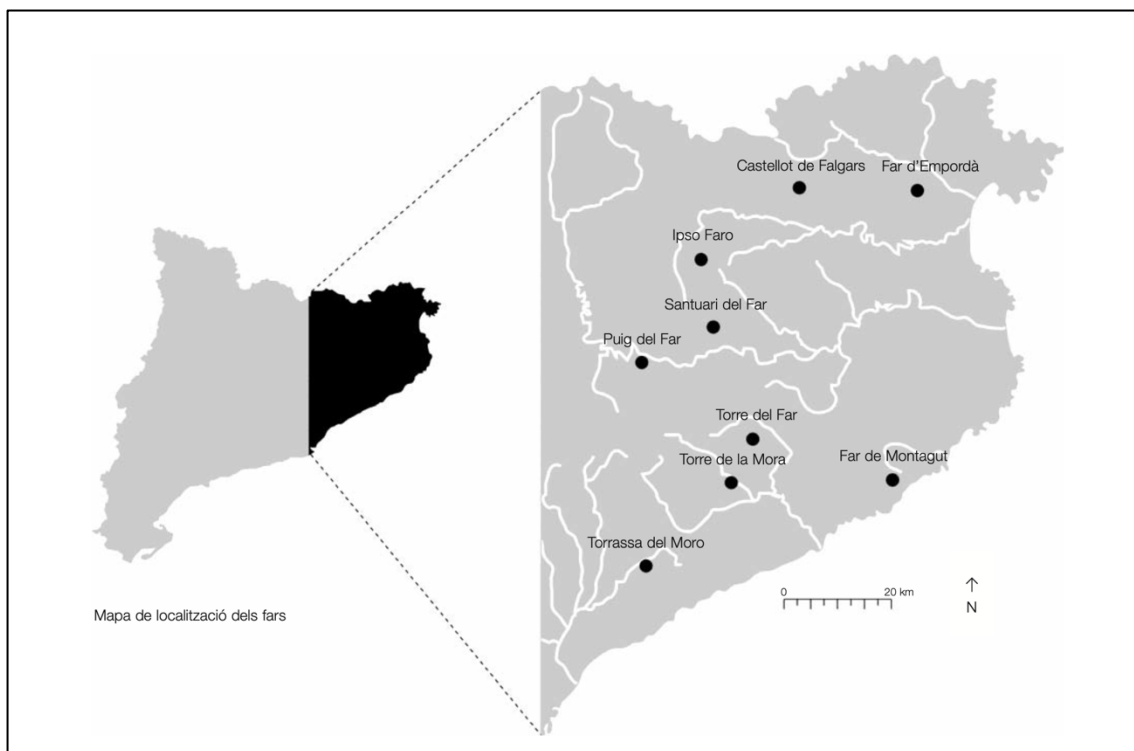 Castellot de Falgars
Far d'Empordà
Ipso Faro
Santuari del Far
Puig del Far
Torre del Far
Torre de la Mora
Far de Montagut
Torrassa del Moro
0 20 km
N
Mapa de localització dels fars